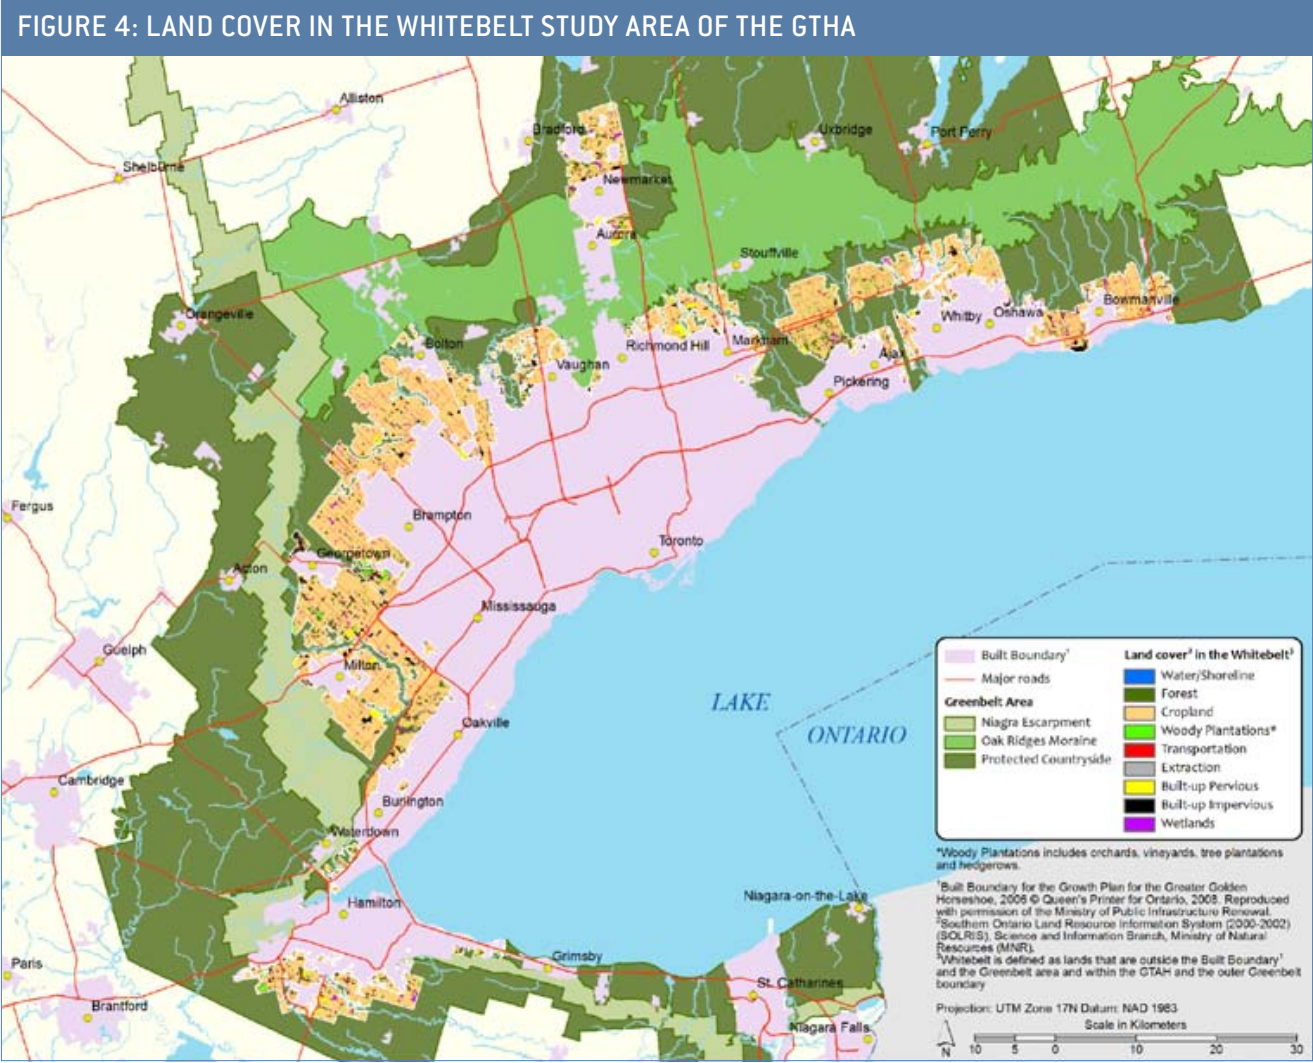 FIGURE 4: LAND COVER IN THE WHITEBELT STUDY AREA OF THE GTHA
Alliston
Bradford
Uxbridge
Port Perry
Shelburne
Newmarket
Aurora
Stouffville
Orangeville
Bowmanville
Whitby
Oshawa
Bolton
Richmond Hill
Markham
Vaughan
Ajax
Pickering
Fergus
Brampton
Toronto
Georgetown
Acton
Mississauga
Guelph
Milton
Oakville
LAKE
ONTARIO
Cambridge
Burlington
Waterdown
Hamilton
Niagara-on-the-Lake
Paris
Grimsby
St. Catharines
Brantford
Niagara Falls
Built Boundary¹
Major roads
Greenbelt Area
Niagra Escarpment
Oak Ridges Moraine
Protected Countryside
Land cover² in the Whitebelt³
Water/Shoreline
Forest
Cropland
Woody Plantations*
Transportation
Extraction
Built-up Pervious
Built-up Impervious
Wetlands
*Woody Plantations includes orchards, vineyards, tree plantations
and hedgerows.
¹Built Boundary for the Growth Plan for the Greater Golden
Horseshoe, 2006 © Queen's Printer for Ontario, 2008. Reproduced
with permission of the Ministry of Public Infrastructure Renewal.
²Southern Ontario Land Resource Information System (2000-2002)
(SOLRIS), Science and Information Branch, Ministry of Natural
Resources (MNR).
³Whitebelt is defined as lands that are outside the Built Boundary¹
and the Greenbelt area and within the GTAH and the outer Greenbelt
boundary
Projection: UTM Zone 17N Datum: NAD 1983
Scale in Kilometers
N
10 5 0 10 20 30